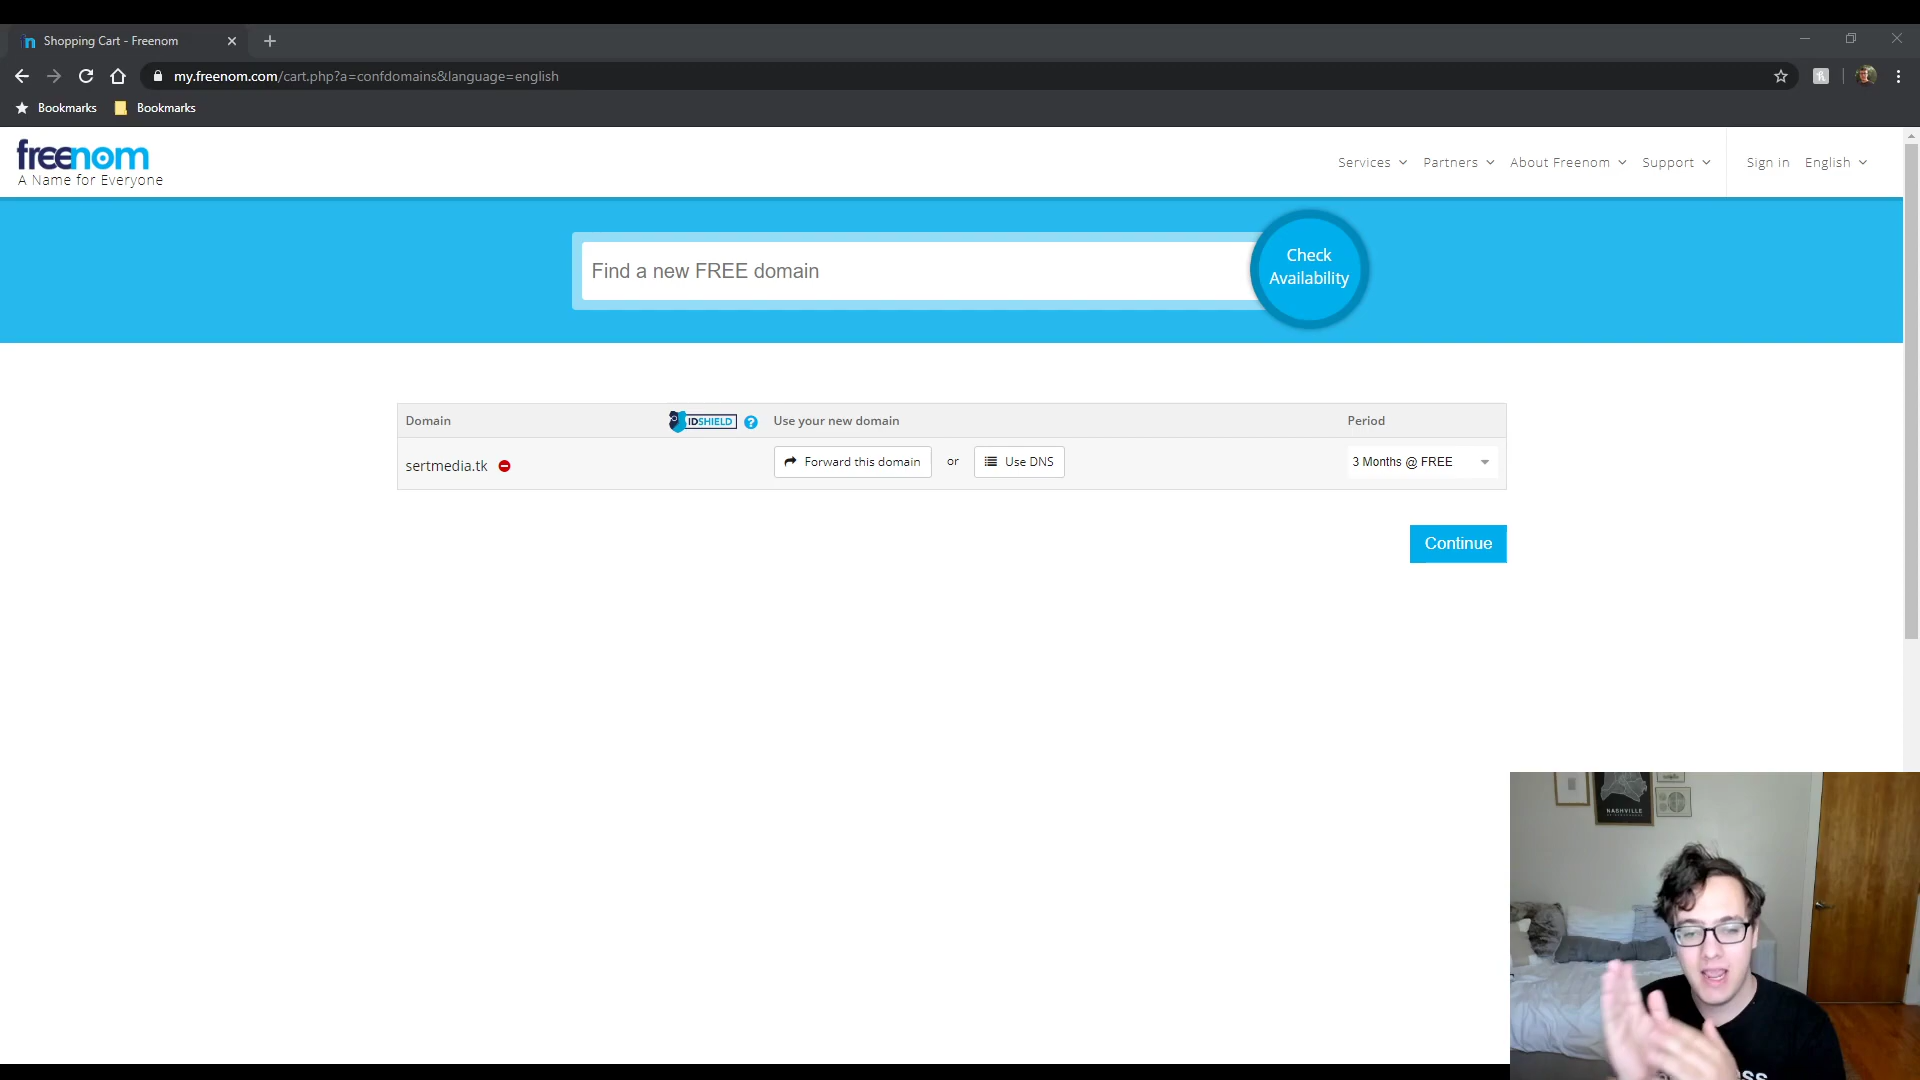 Shopping Cart - Freenom
my.freenom.com/cart.php?a=confdomains&language=english
Bookmarks Bookmarks
freenom
A Name for Everyone
Services Partners About Freenom Support Sign in English
Find a new FREE domain
Check
Availability
Domain IDSHIELD ? Use your new domain Period
sertmedia.tk Forward this domain or Use DNS 3 Months @ FREE
Continue
NASHVILLE